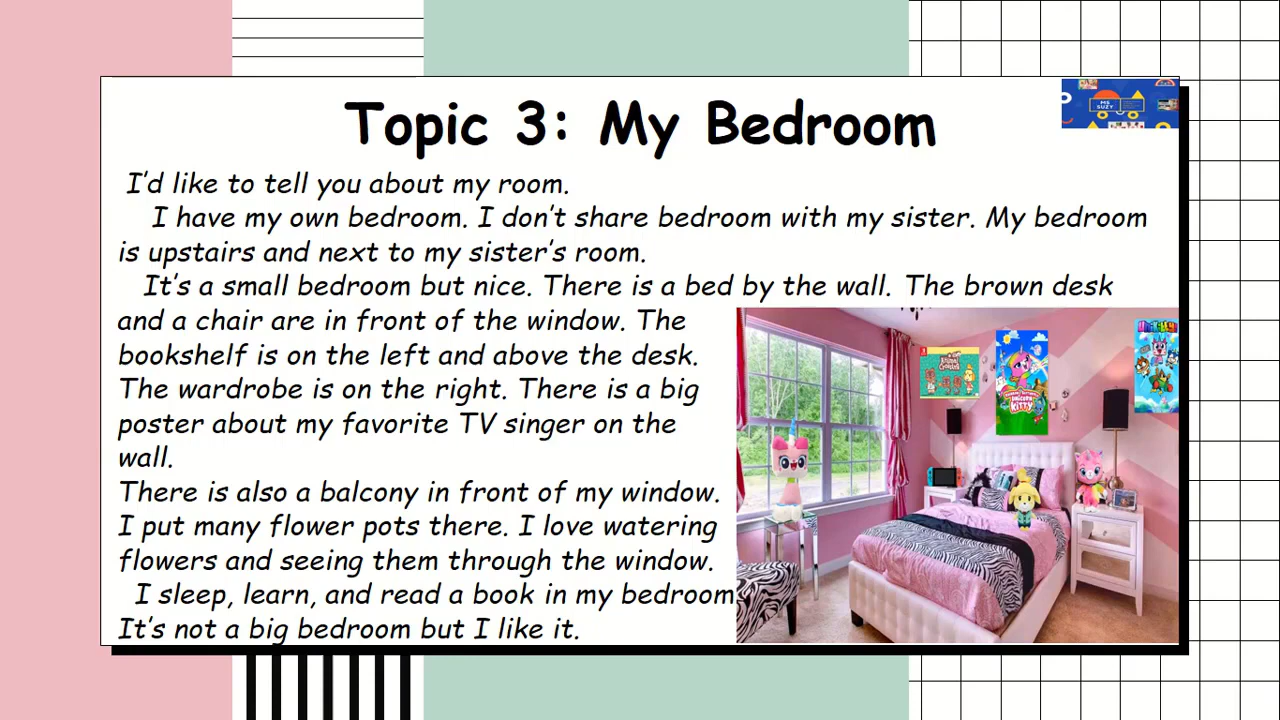 Topic 3: My Bedroom
MS
SUZY
I'd like to tell you about my room.
I have my own bedroom. I don't share bedroom with my sister. My bedroom
is upstairs and next to my sister's room.
It's a small bedroom but nice. There is a bed by the wall. The brown desk
and a chair are in front of the window. The
bookshelf is on the left and above the desk.
The wardrobe is on the right. There is a big
poster about my favorite TV singer on the
wall.
There is also a balcony in front of my window.
I put many flower pots there. I love watering
flowers and seeing them through the window.
I sleep, learn, and read a book in my bedroom
It's not a big bedroom but I like it.
Animal
Crossing
Unicorn
Kitty